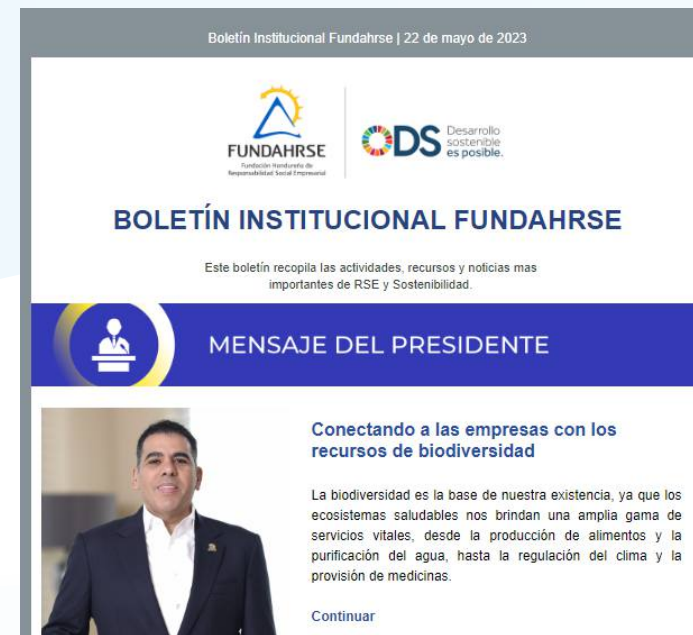 Boletín Institucional Fundahrse | 22 de mayo de 2023
FUNDAHRSE
Fundación Hondureña de
Responsabilidad Social Empresarial
ODS
Desarrollo
sostenible
es posible.
BOLETÍN INSTITUCIONAL FUNDAHRSE
Este boletín recopila las actividades, recursos y noticias mas
importantes de RSE y Sostenibilidad.
MENSAJE DEL PRESIDENTE
Conectando a las empresas con los
recursos de biodiversidad
La biodiversidad es la base de nuestra existencia, ya que los
ecosistemas saludables nos brindan una amplia gama de
servicios vitales, desde la producción de alimentos y la
purificación del agua, hasta la regulación del clima y la
provisión de medicinas.
Continuar